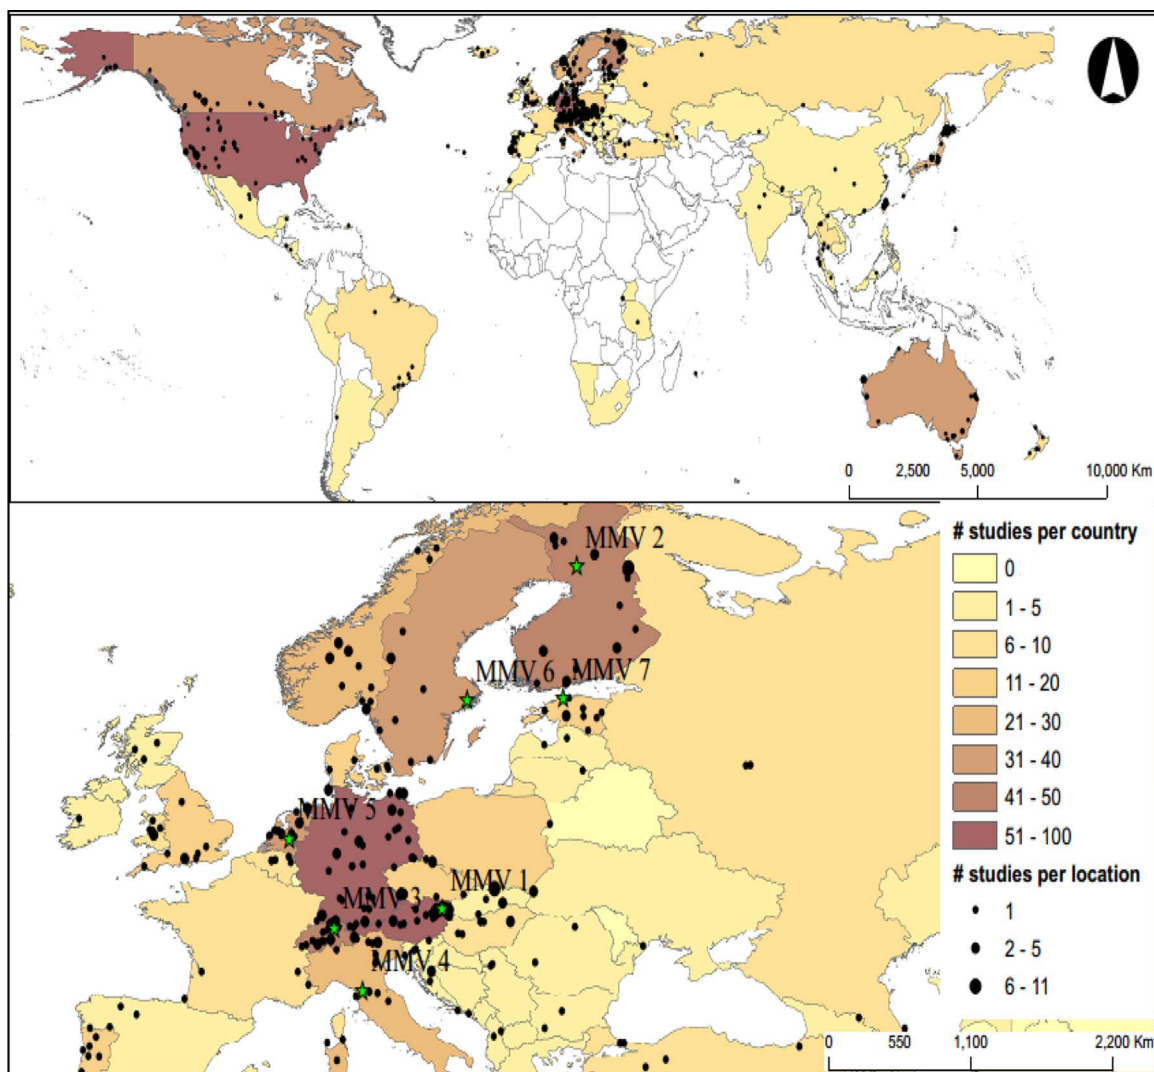 0 2,500 5,000 10,000 Km
MMV 2
MMV 6
MMV 7
MMV 5
MMV 1
MMV 3
MMV 4
# studies per country
0
1 - 5
6 - 10
11 - 20
21 - 30
31 - 40
41 - 50
51 - 100
# studies per location
1
2 - 5
6 - 11
0 550 1,100 2,200 Km